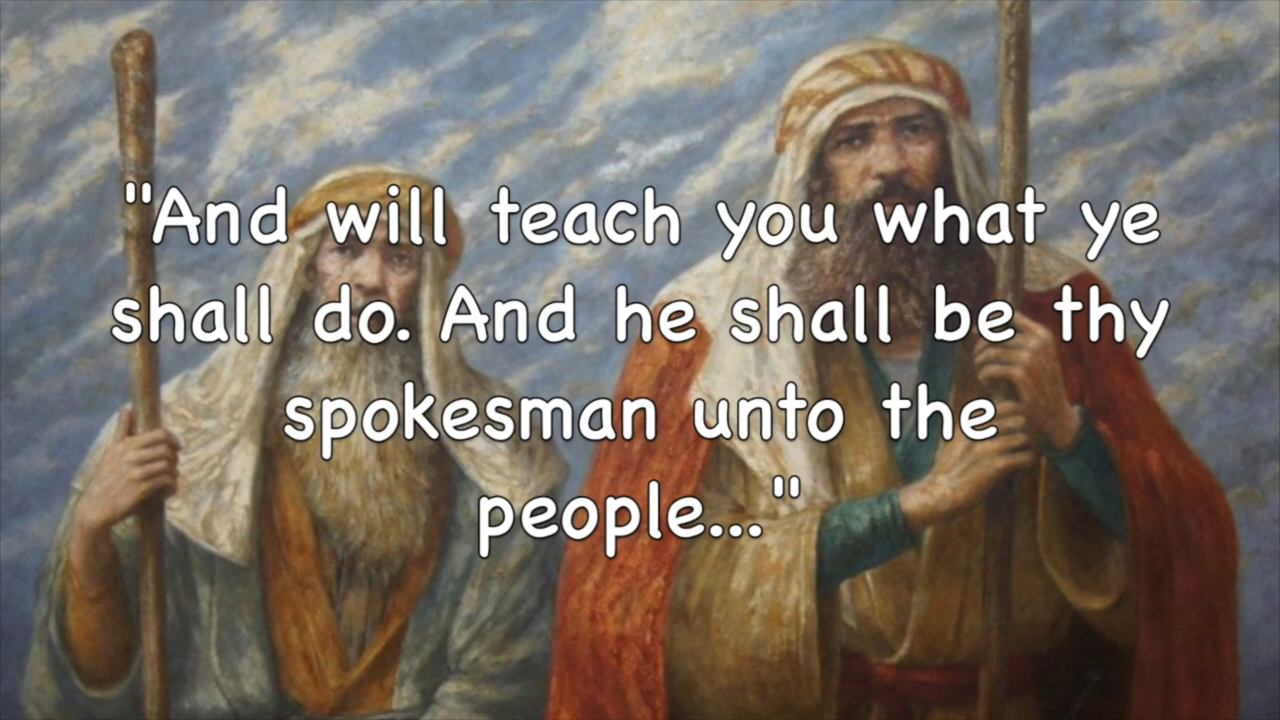 "And will teach you what ye
shall do. And he shall be thy
spokesman unto the
people..."